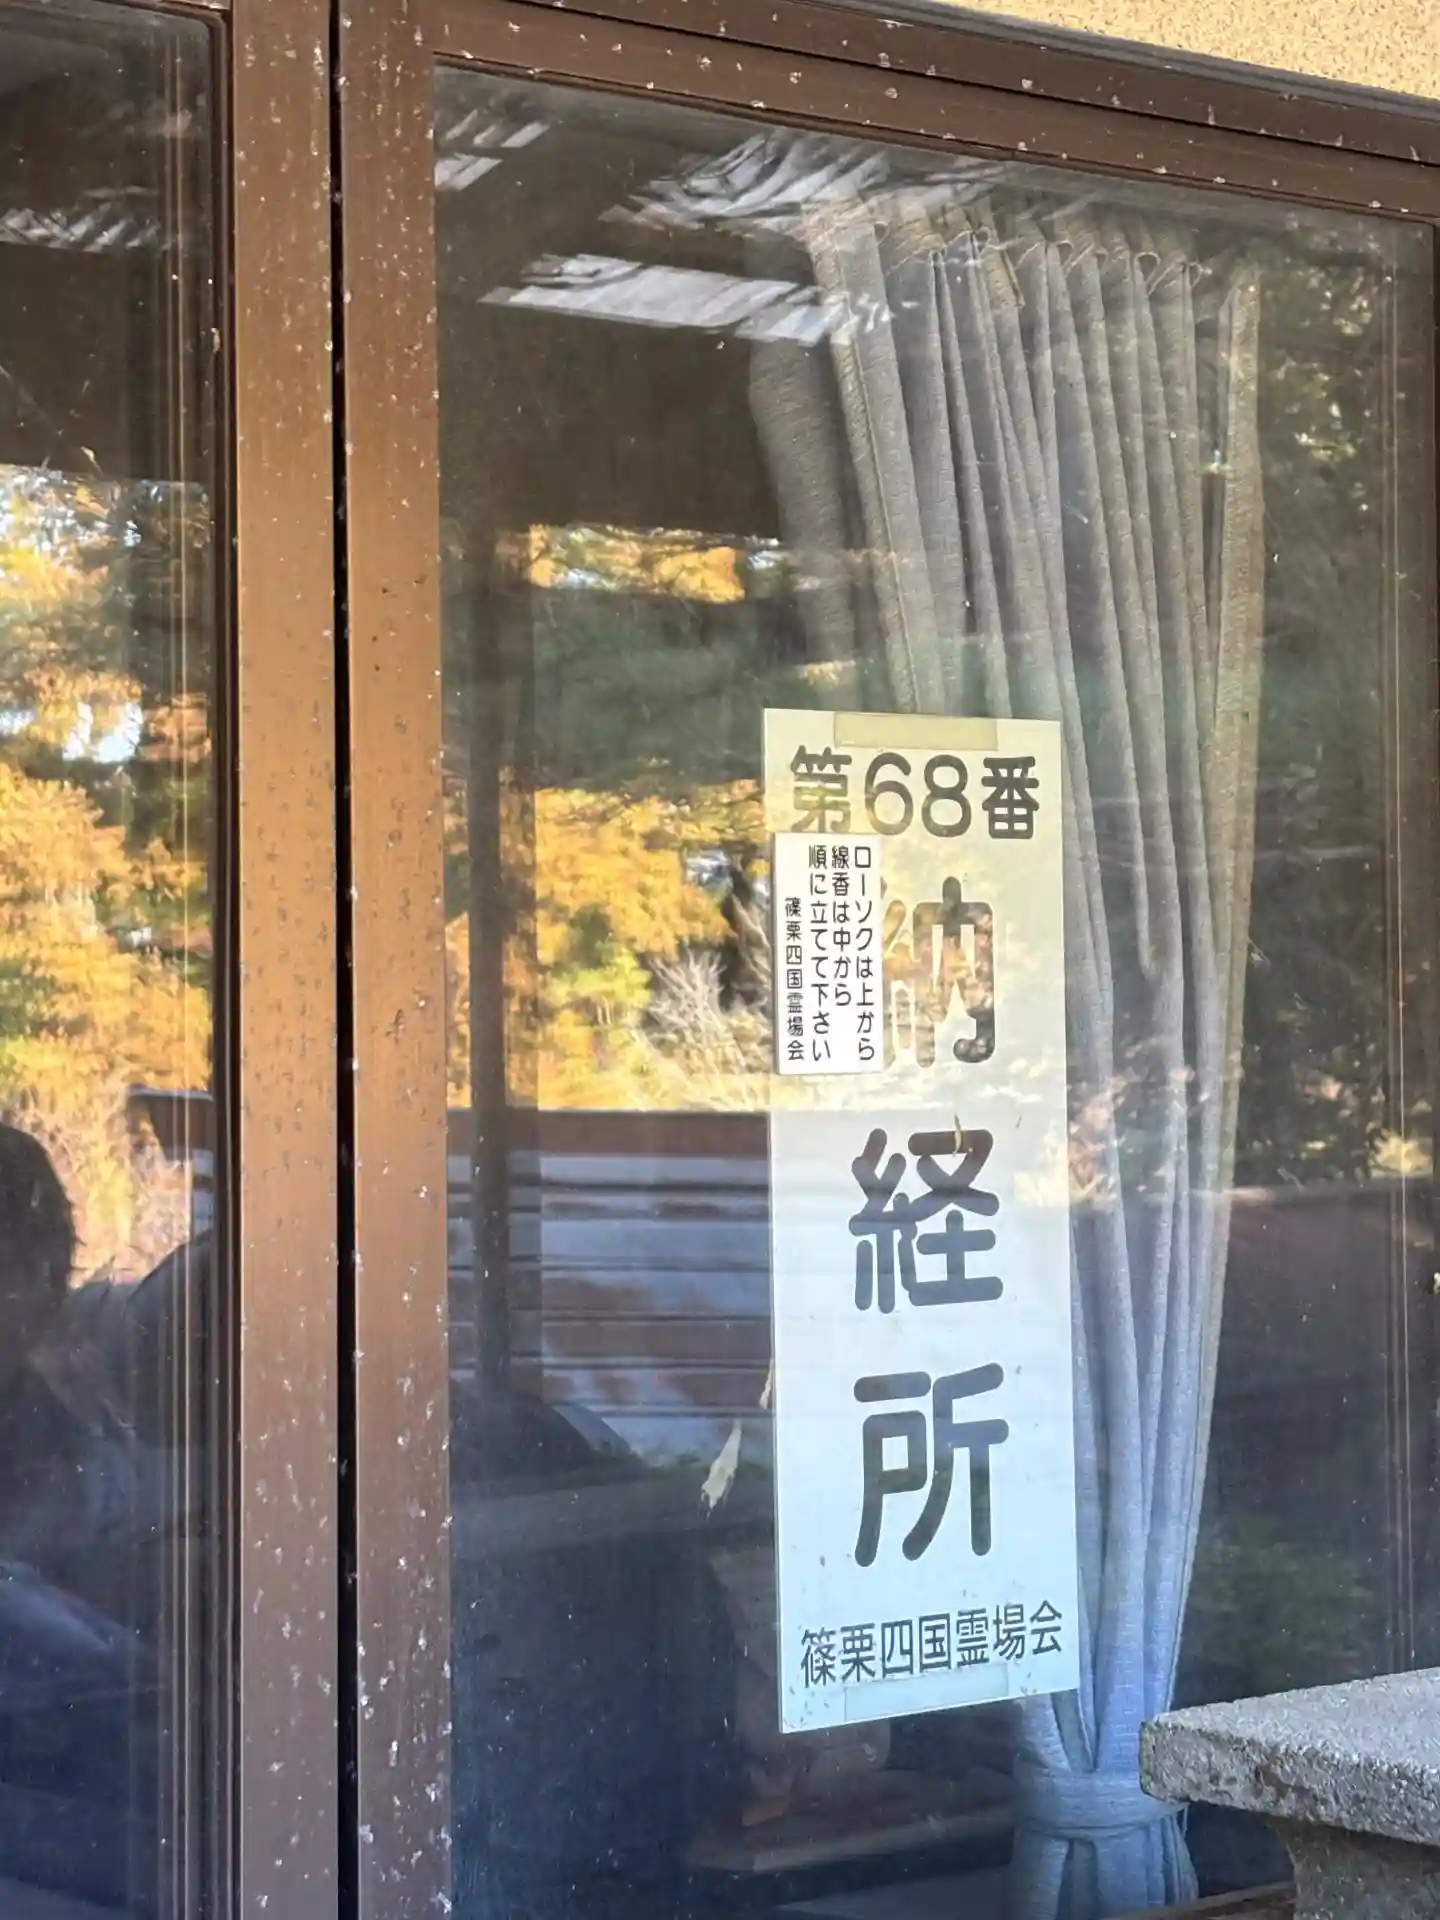 第68番
納経所
篠栗四国霊場会
ローソクは上から
線香は中から
順に立てて下さい
篠栗四国霊場会